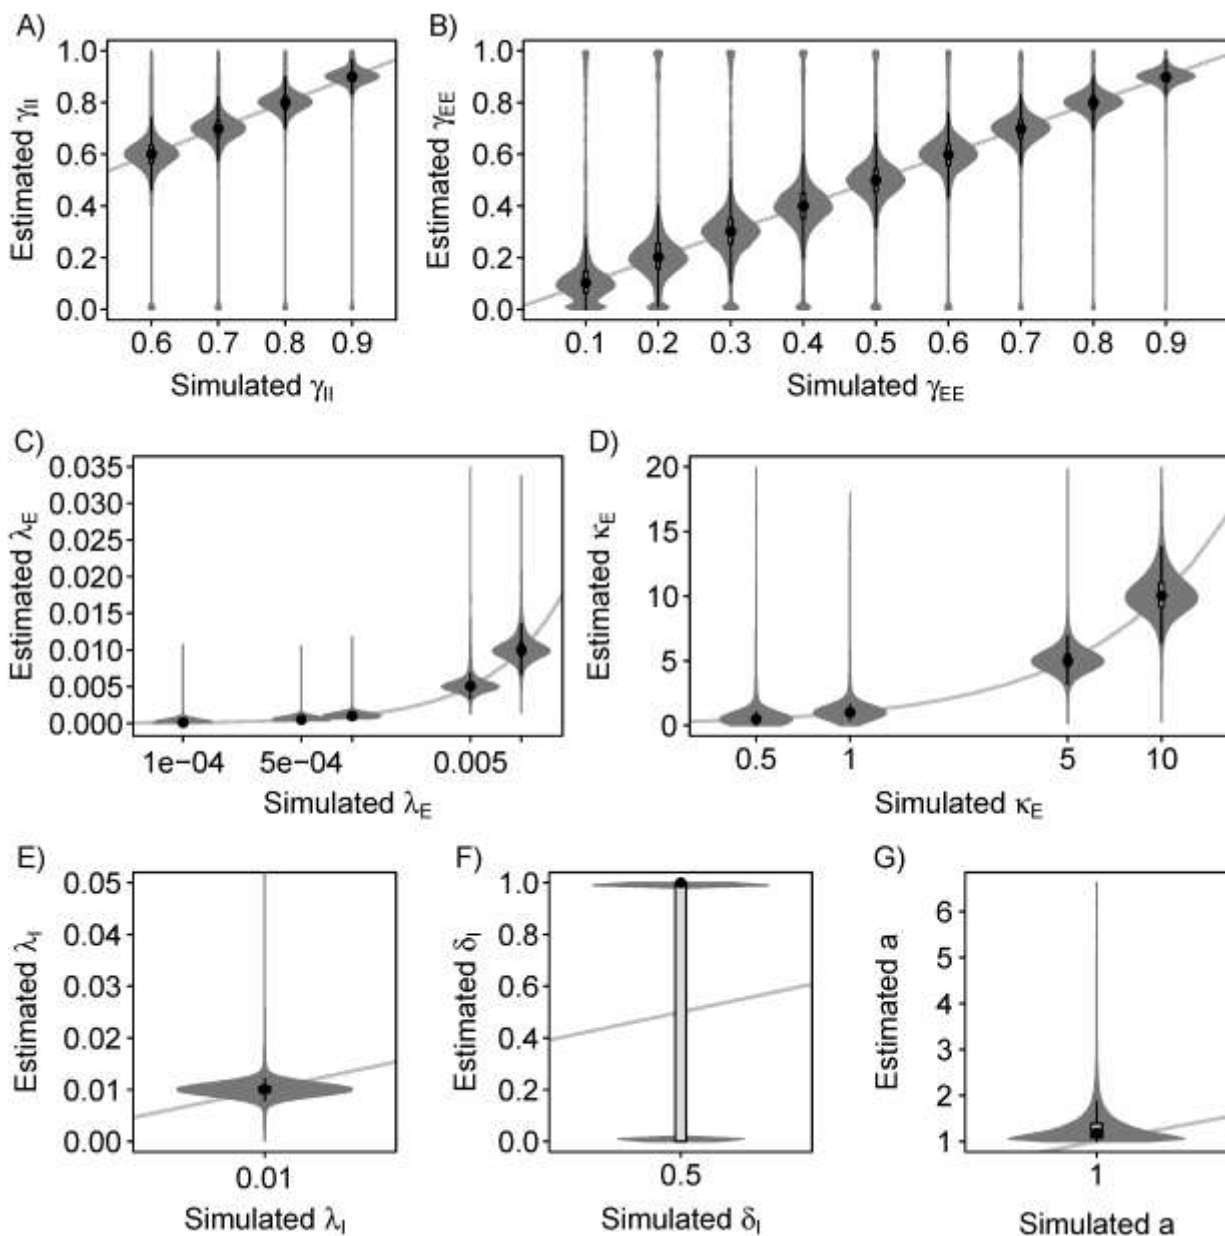 A)
Estimated γII
1.0
0.8
0.6
0.4
0.2
0.0
0.6 0.7 0.8 0.9
Simulated γII
B)
Estimated γEE
1.0
0.8
0.6
0.4
0.2
0.0
0.1 0.2 0.3 0.4 0.5 0.6 0.7 0.8 0.9
Simulated γEE
C)
Estimated λE
0.035
0.030
0.025
0.020
0.015
0.010
0.005
0.000
1e−04 5e−04 0.005
Simulated λE
D)
Estimated κE
20
15
10
5
0
0.5 1 5 10
Simulated κE
E)
Estimated λI
0.05
0.04
0.03
0.02
0.01
0.00
0.01
Simulated λI
F)
Estimated δI
1.0
0.8
0.6
0.4
0.2
0.0
0.5
Simulated δI
G)
Estimated a
6
5
4
3
2
1
1
Simulated a